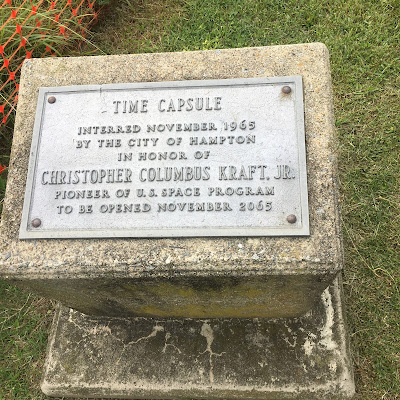 TIME CAPSULE
INTERRED NOVEMBER 1965
BY THE CITY OF HAMPTON
IN HONOR OF
CHRISTOPHER COLUMBUS KRAFT, JR.
PIONEER OF U.S. SPACE PROGRAM
TO BE OPENED NOVEMBER 2065